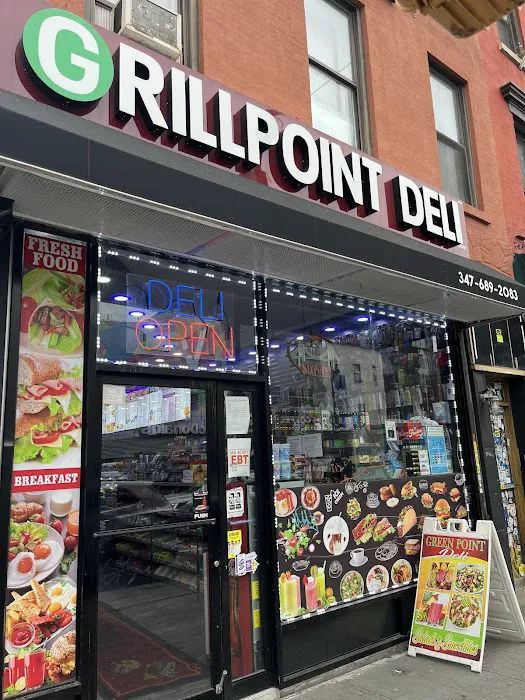 GRILLPOINT DELI
347-689-2083
FRESH
FOOD
DELI
OPEN
BREAKFAST
EBT
PUSH
GREEN POINT
Deli